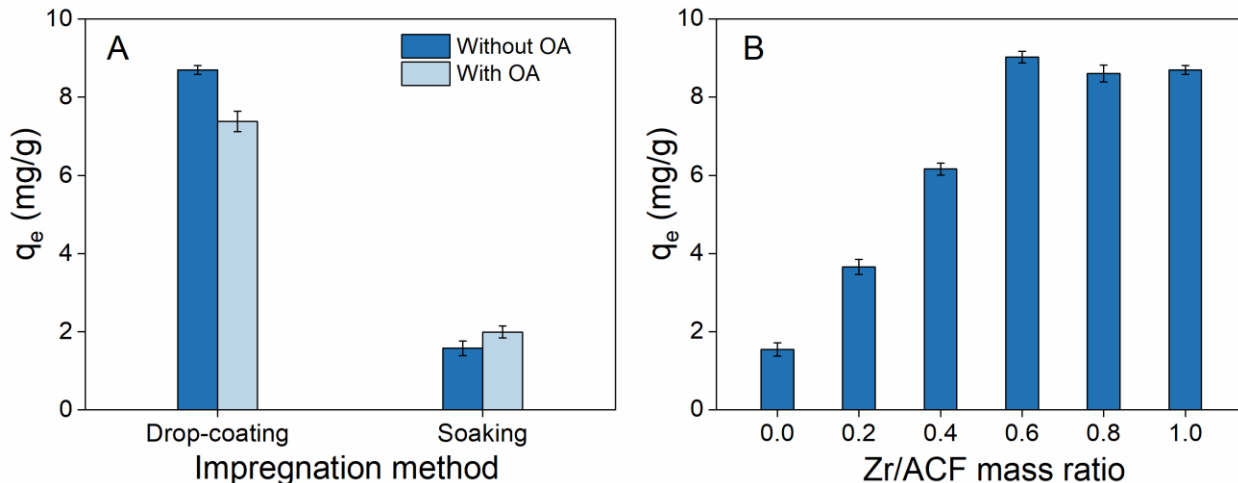 A
Without OA
With OA
10
8
6
4
2
0
qe (mg/g)
Drop-coating
Soaking
Impregnation method
B
10
8
6
4
2
0
qe (mg/g)
0.0 0.2 0.4 0.6 0.8 1.0
Zr/ACF mass ratio